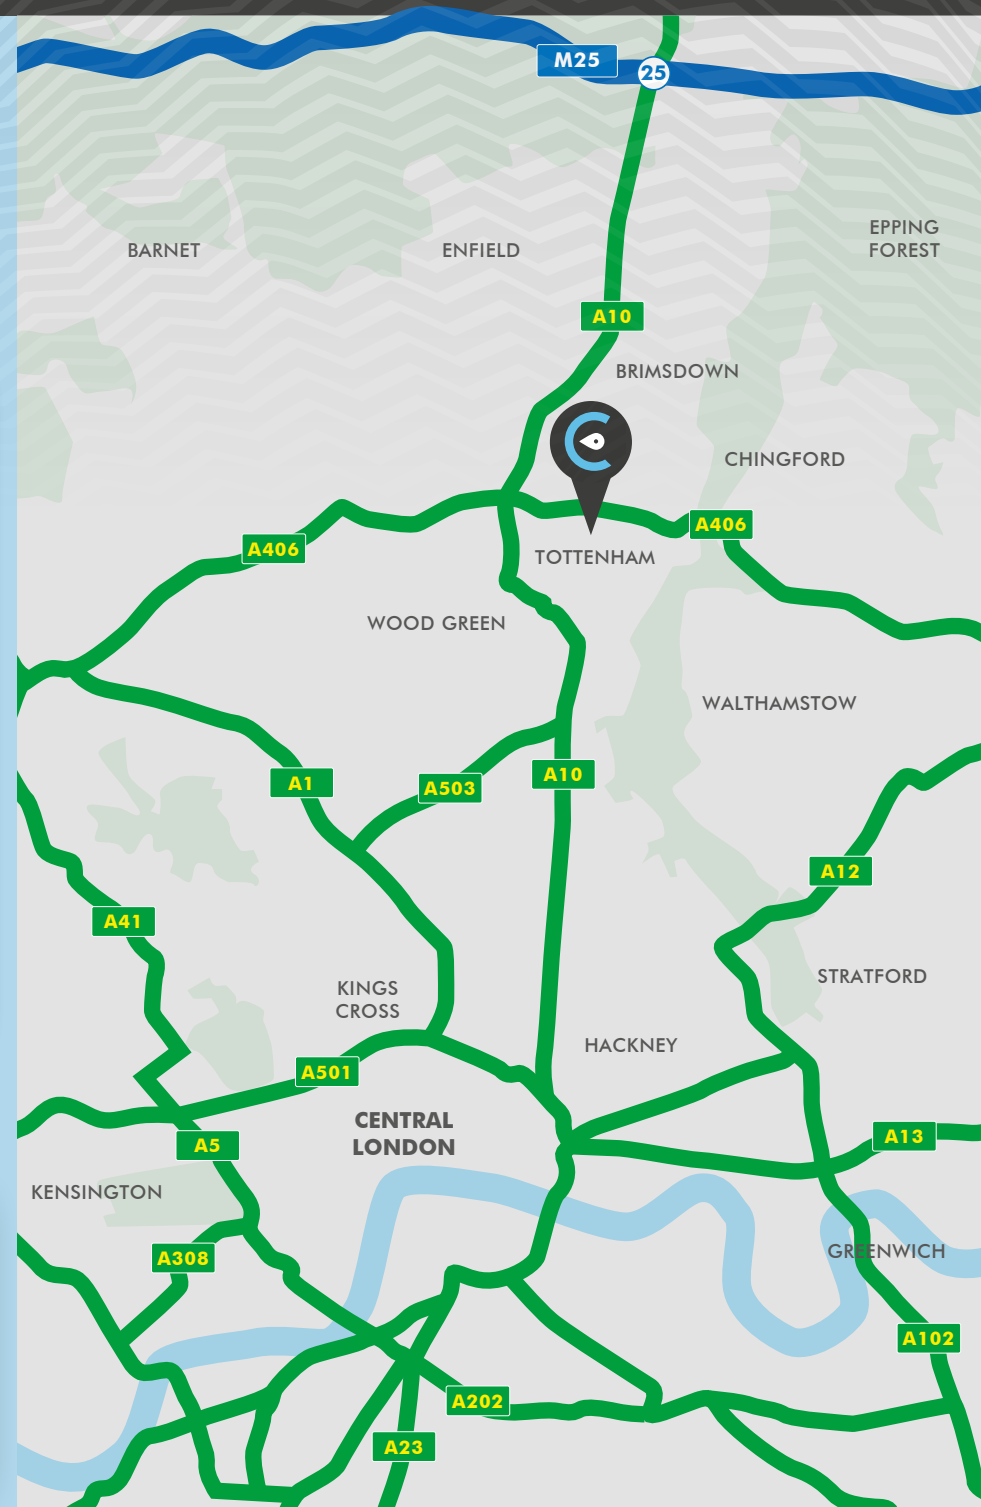 M25
25
EPPING
FOREST
BARNET
ENFIELD
A10
BRIMSDOWN
CHINGFORD
A406
A406
TOTTENHAM
WOOD GREEN
WALTHAMSTOW
A1
A503
A10
A12
A41
STRATFORD
KINGS
CROSS
HACKNEY
A501
CENTRAL
LONDON
A13
A5
KENSINGTON
A308
GREENWICH
A102
A202
A23